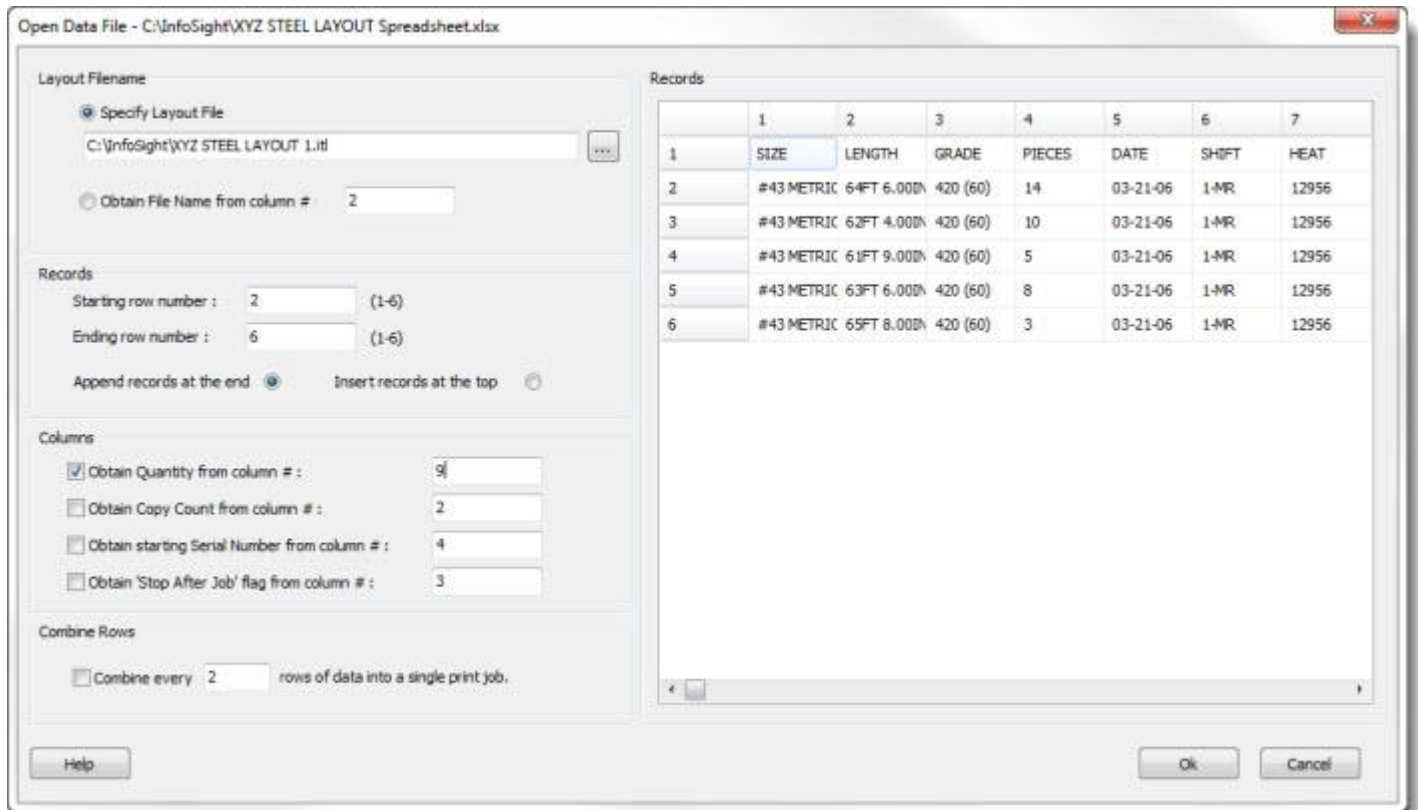 Open Data File - C:\InfoSight\XYZ STEEL LAYOUT Spreadsheet.xlsx
Layout Filename
Specify Layout File
C:\InfoSight\XYZ STEEL LAYOUT 1.itl
...
Obtain File Name from column # 2
Records
Starting row number : 2 (1-6)
Ending row number : 6 (1-6)
Append records at the end Insert records at the top
Columns
Obtain Quantity from column # : 9
Obtain Copy Count from column # : 2
Obtain starting Serial Number from column # : 4
Obtain 'Stop After Job' flag from column # : 3
Combine Rows
Combine every 2 rows of data into a single print job.
Records
1 2 3 4 5 6 7
1 SIZE LENGTH GRADE PIECES DATE SHIFT HEAT
2 #43 METRIC 64FT 6.00IN 420 (60) 14 03-21-06 1-MR 12956
3 #43 METRIC 62FT 4.00IN 420 (60) 10 03-21-06 1-MR 12956
4 #43 METRIC 61FT 9.00IN 420 (60) 5 03-21-06 1-MR 12956
5 #43 METRIC 63FT 6.00IN 420 (60) 8 03-21-06 1-MR 12956
6 #43 METRIC 65FT 8.00IN 420 (60) 3 03-21-06 1-MR 12956
Help Ok Cancel